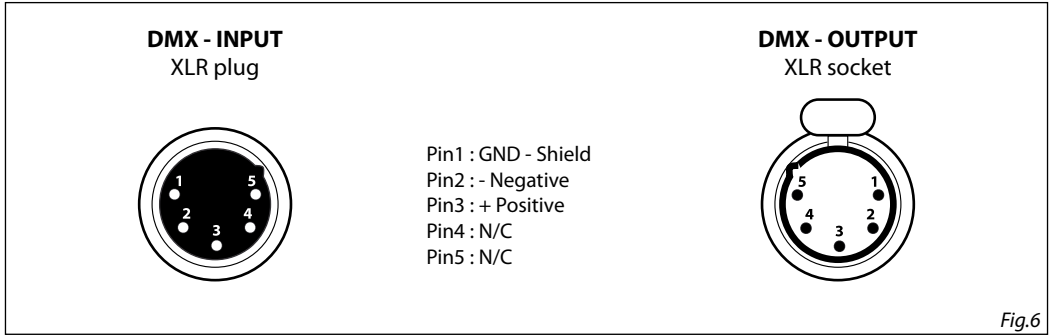 DMX - INPUT
XLR plug
1 5
2 4
3
Pin1 : GND - Shield
Pin2 : - Negative
Pin3 : + Positive
Pin4 : N/C
Pin5 : N/C
DMX - OUTPUT
XLR socket
5 1
4 2
3
Fig.6